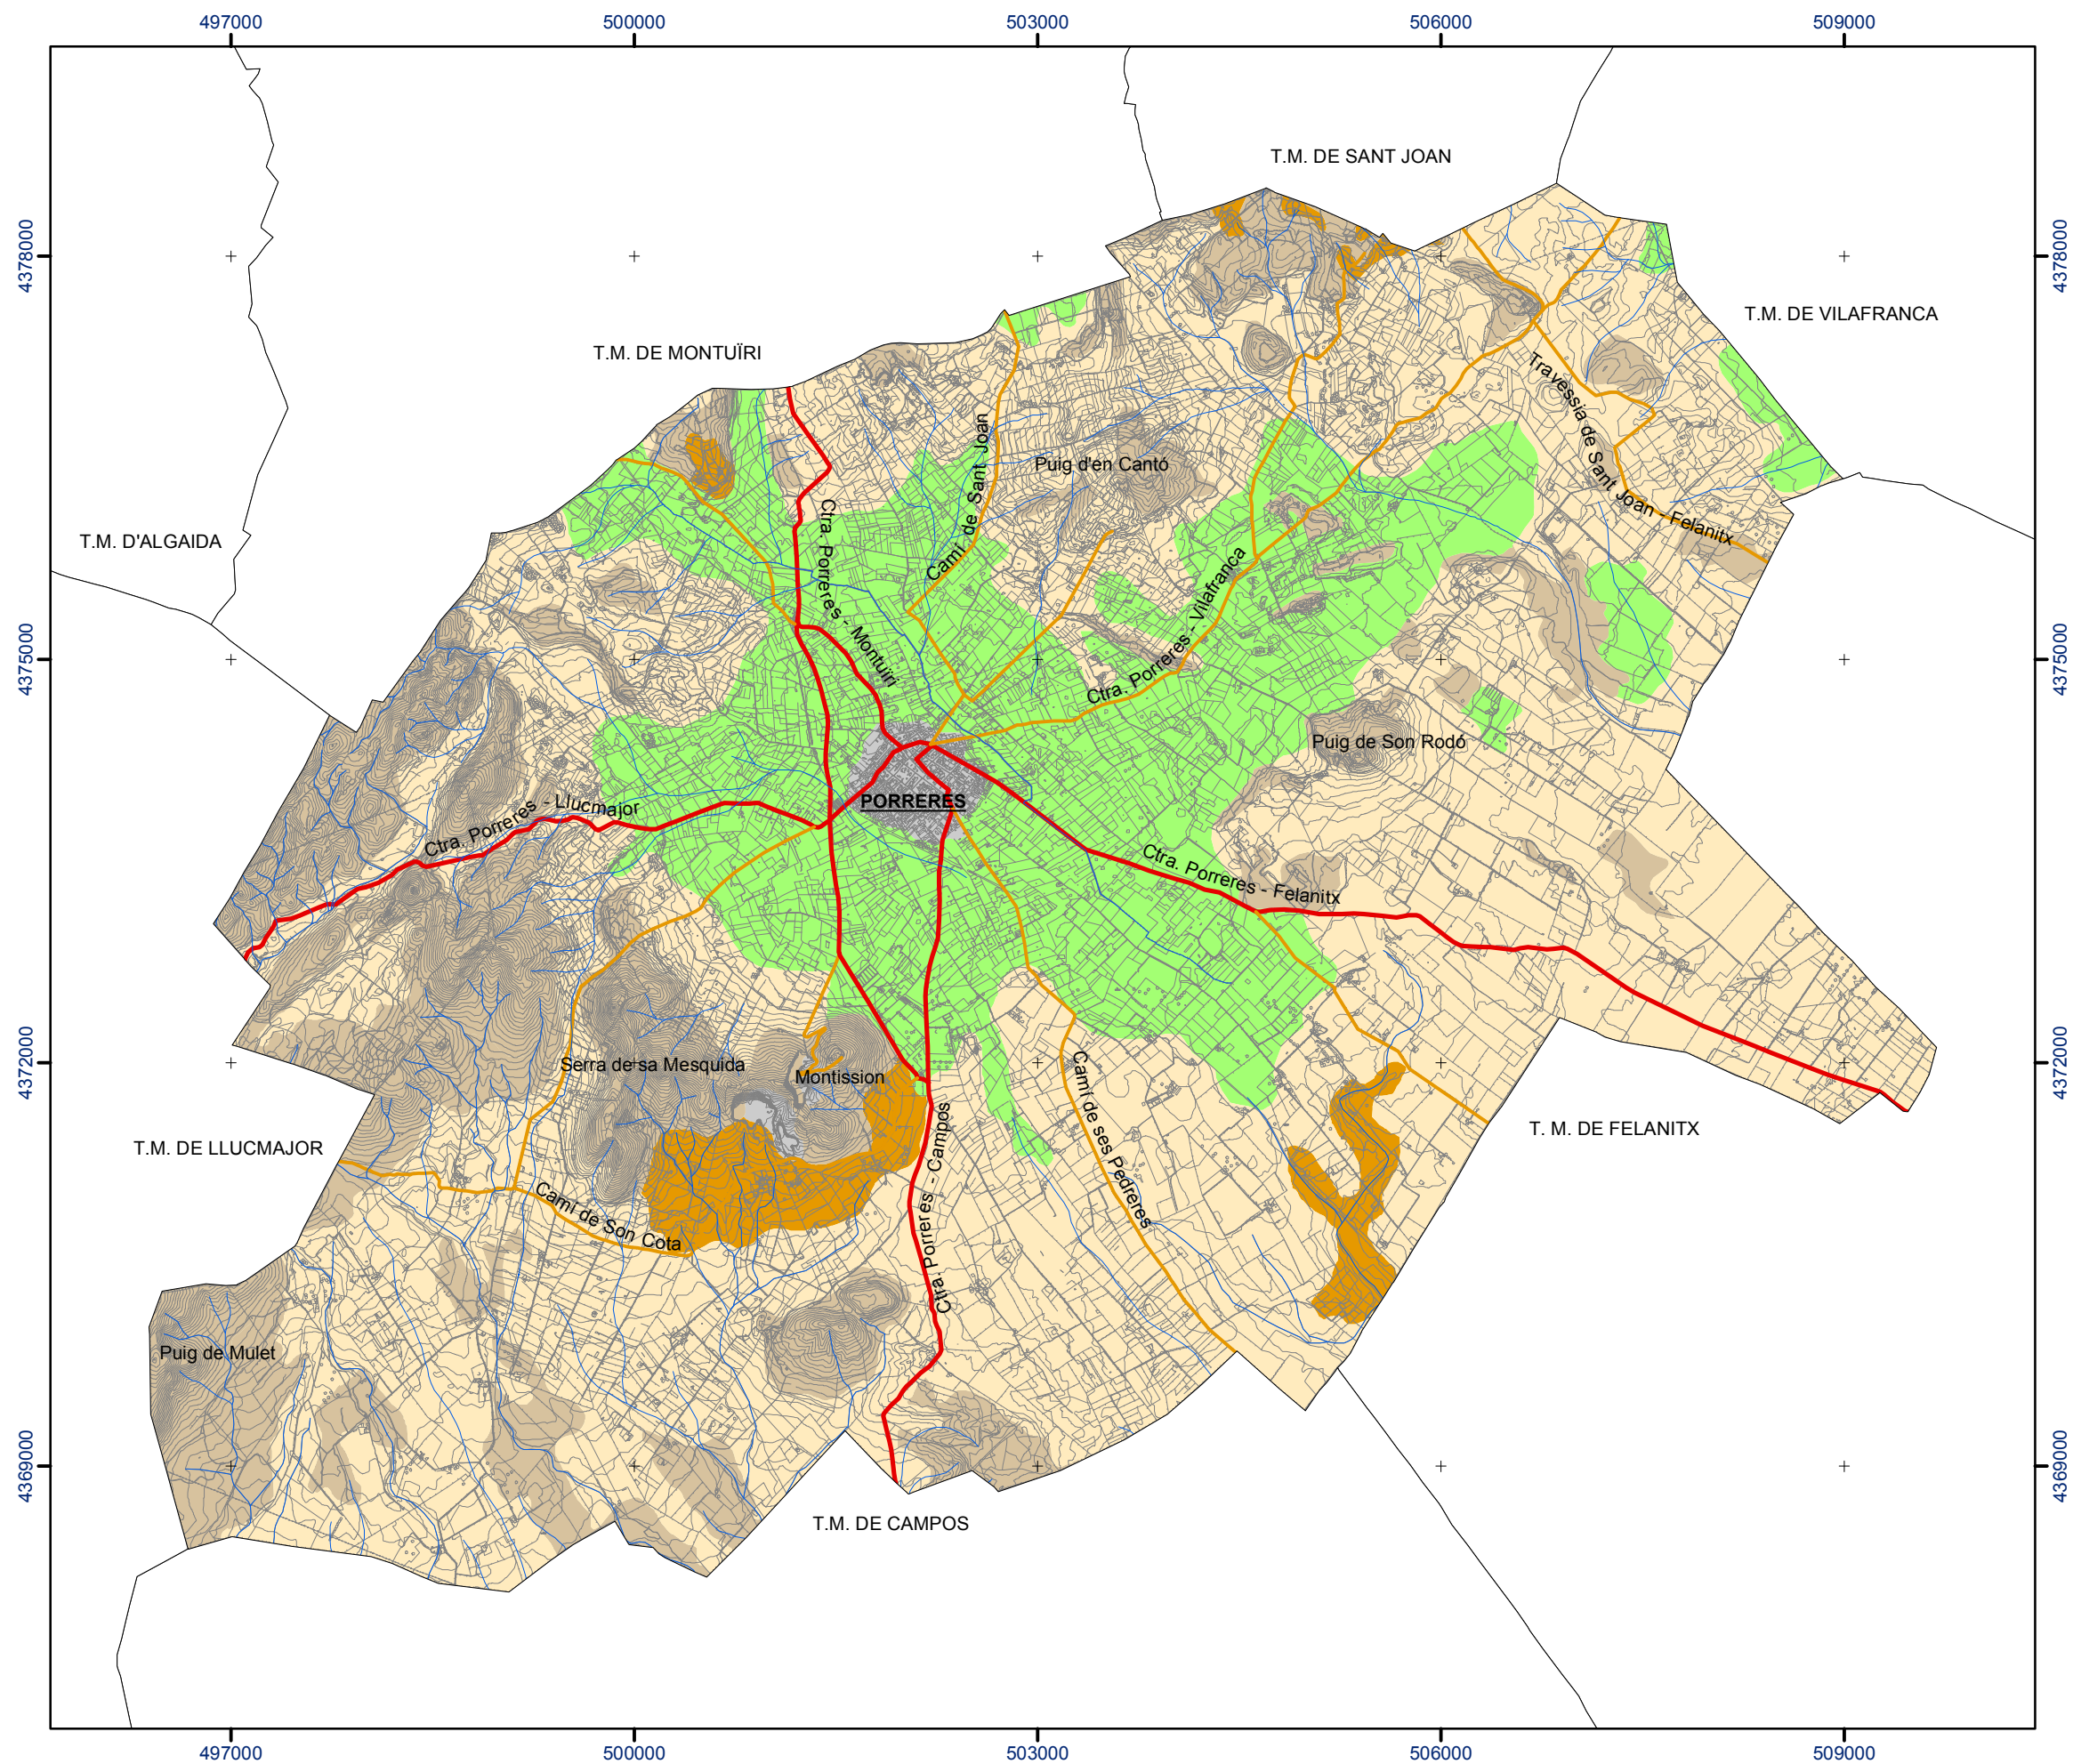 497000 500000 503000 506000 509000
T.M. DE SANT JOAN
4378000 4378000
T.M. DE VILAFRANCA
T.M. DE MONTUÏRI
Travessia de Sant Joan - Felanitx
Puig d'en Cantó
Camí de Sant Joan
Ctra. Porreres - Montuïri
T.M. D'ALGAIDA
Ctra. Porreres - Vilafranca
4375000 4375000
Puig de Son Rodó
PORRERES
Ctra. Porreres - Llucmajor
Ctra. Porreres - Felanitx
4372000 4372000
Serra de sa Mesquida
Montission
Camí de ses Pedreres
T. M. DE FELANITX
T.M. DE LLUCMAJOR
Ctra. Porreres - Campos
Camí de Son Cota
Puig de Mulet
4369000 4369000
T.M. DE CAMPOS
497000 500000 503000 506000 509000